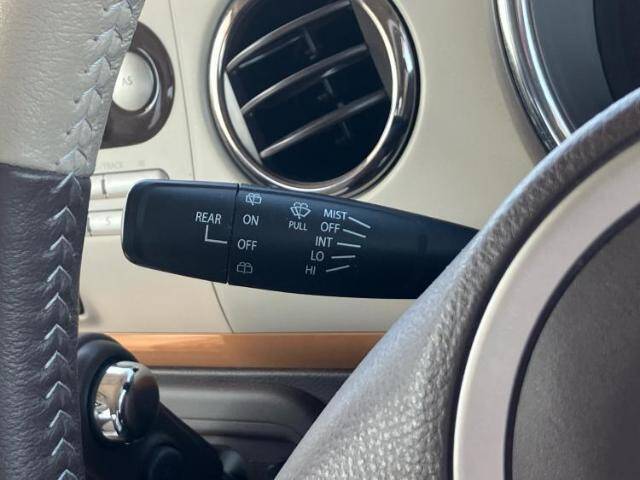 REAR
ON
OFF
PULL
MIST
OFF
INT
LO
HI